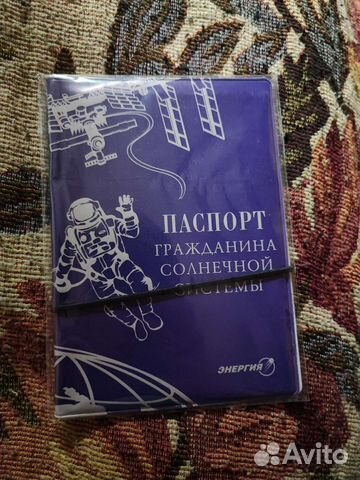 ПАСПОРТ
ГРАЖДАНИНА
СОЛНЕЧНОЙ
СИСТЕМЫ
ЭНЕРГИЯ
Avito